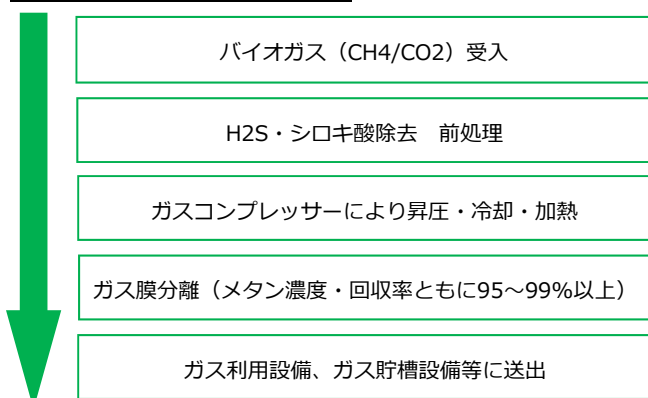 バイオガス（CH4/CO2）受入
H2S・シロキ酸除去　前処理
ガスコンプレッサーにより昇圧・冷却・加熱
ガス膜分離（メタン濃度・回収率ともに95～99%以上）
ガス利用設備、ガス貯槽設備等に送出